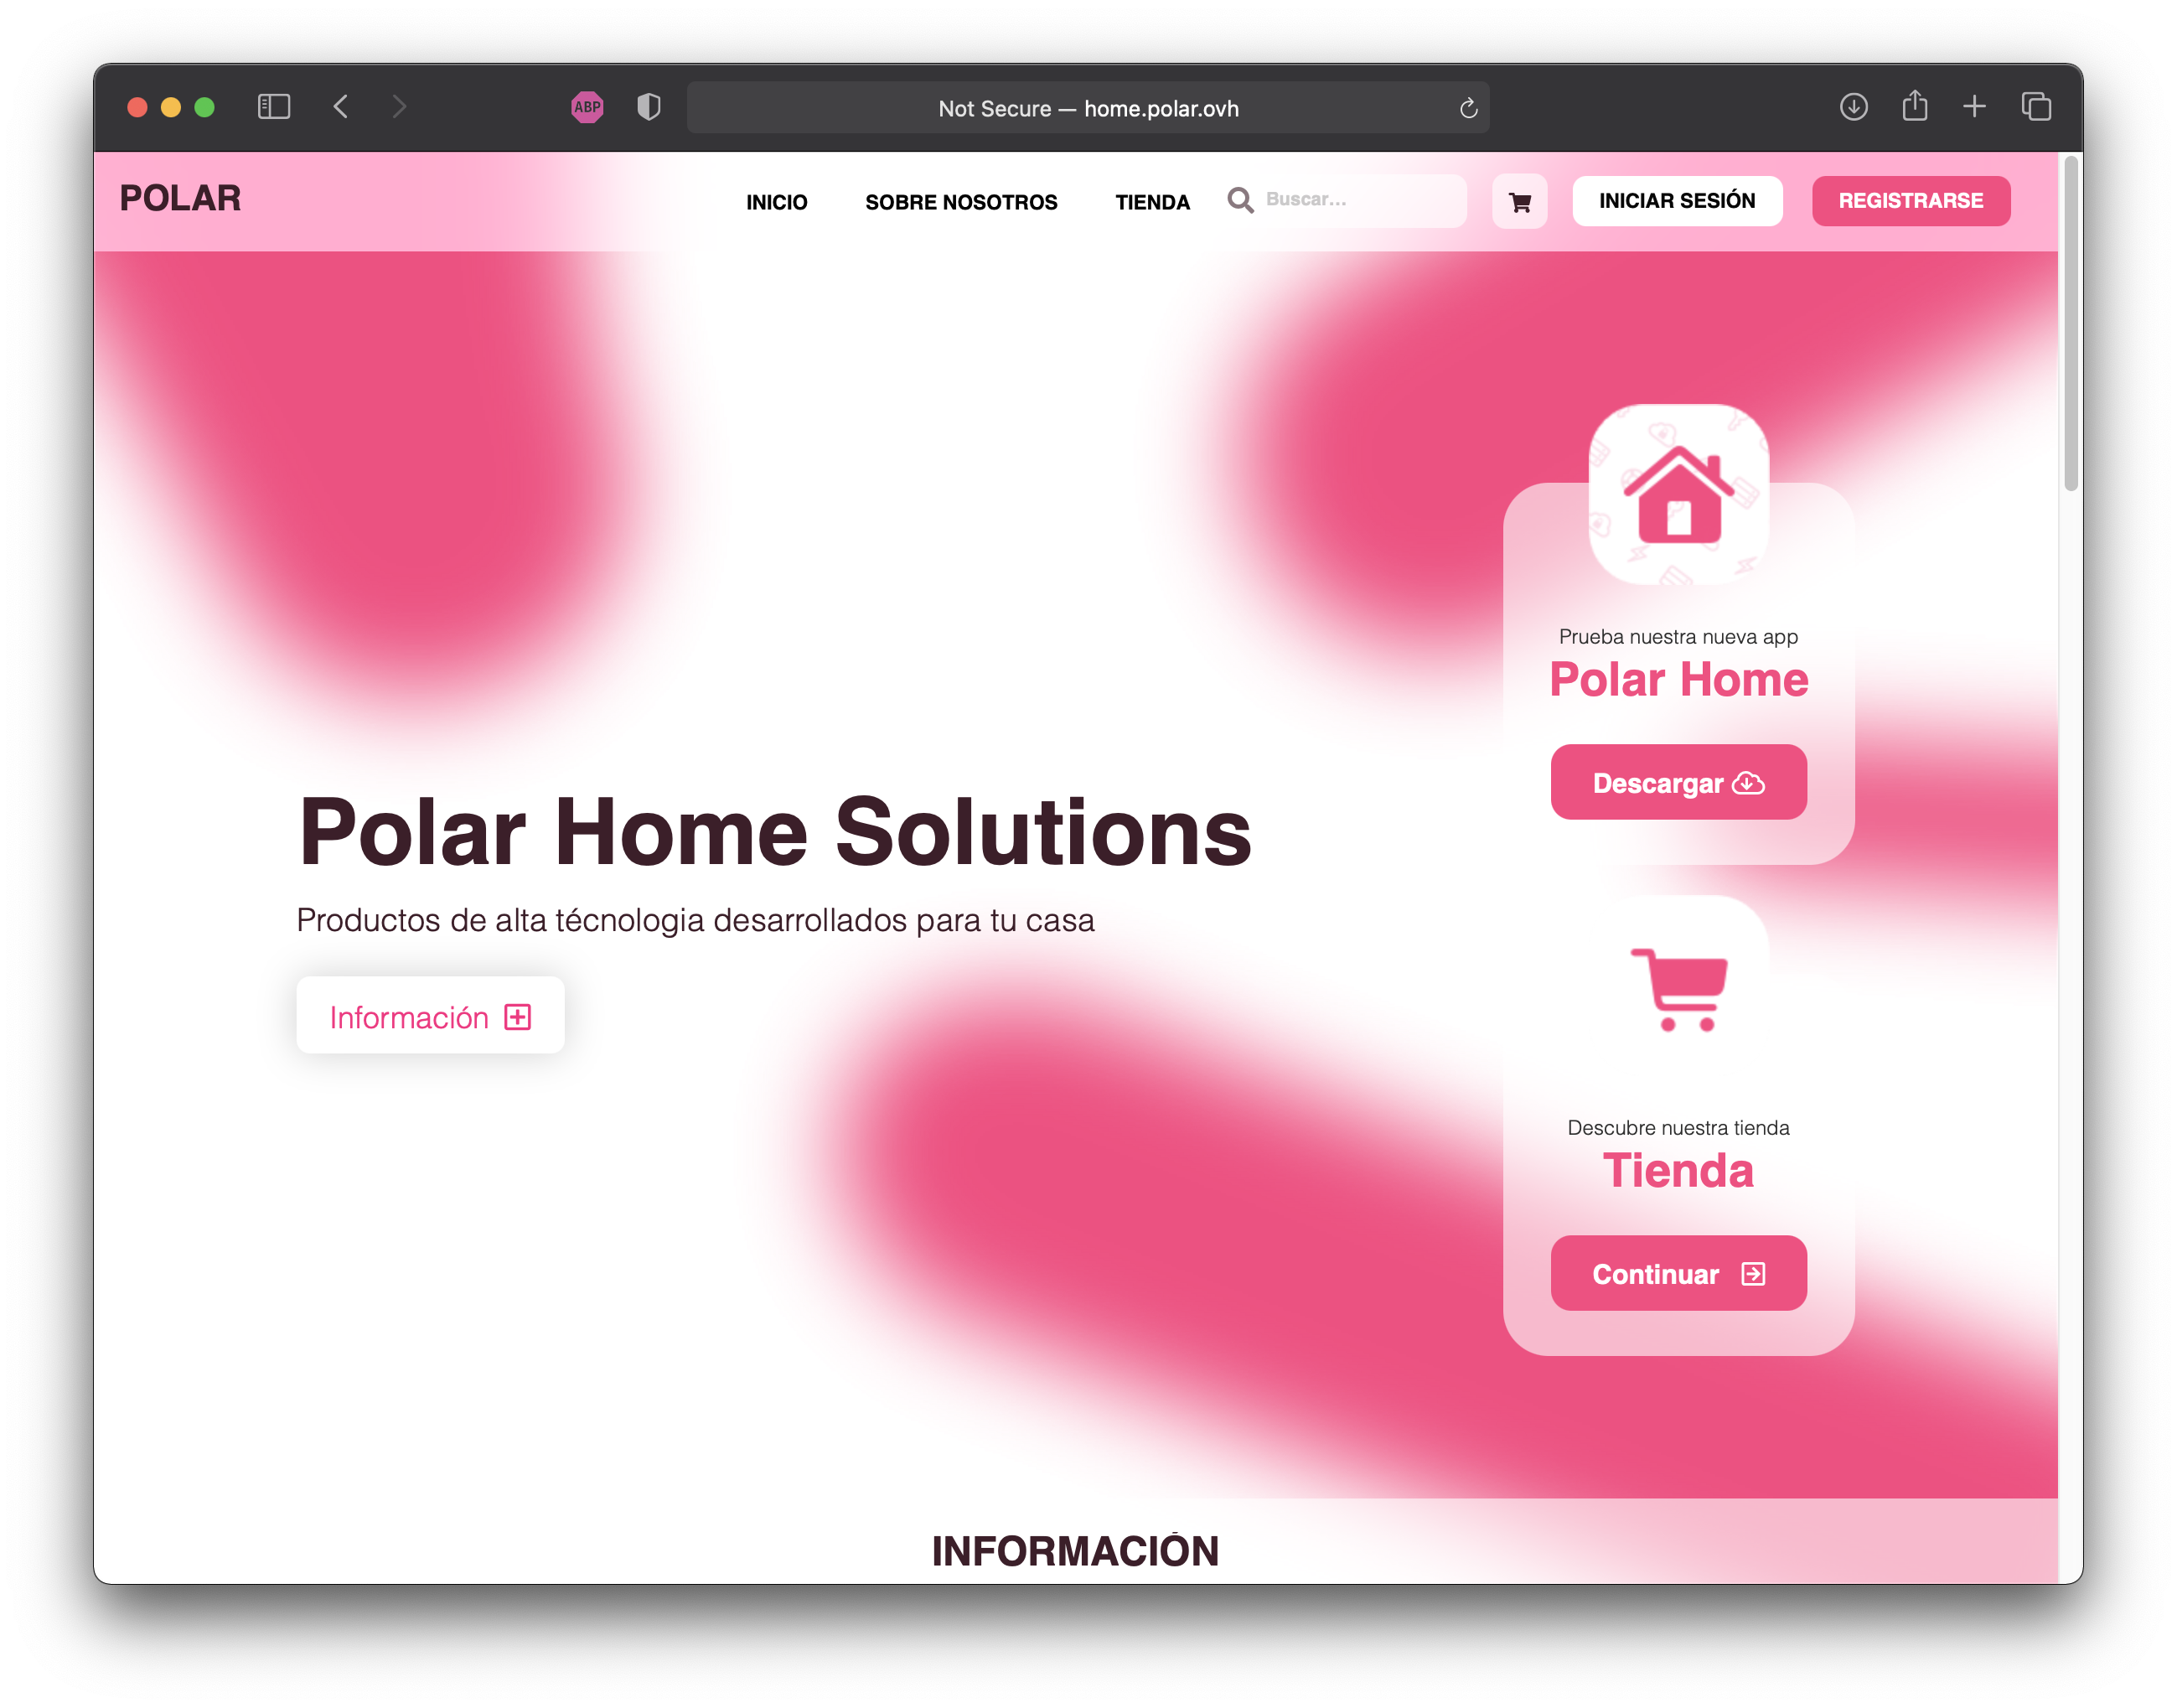 ABP
Not Secure — home.polar.ovh
POLAR
INICIO
SOBRE NOSOTROS
TIENDA
Buscar...
INICIAR SESIÓN
REGISTRARSE
Prueba nuestra nueva app
Polar Home
Descargar
Polar Home Solutions
Productos de alta técnologia desarrollados para tu casa
Información
Descubre nuestra tienda
Tienda
Continuar
INFORMACIÓN